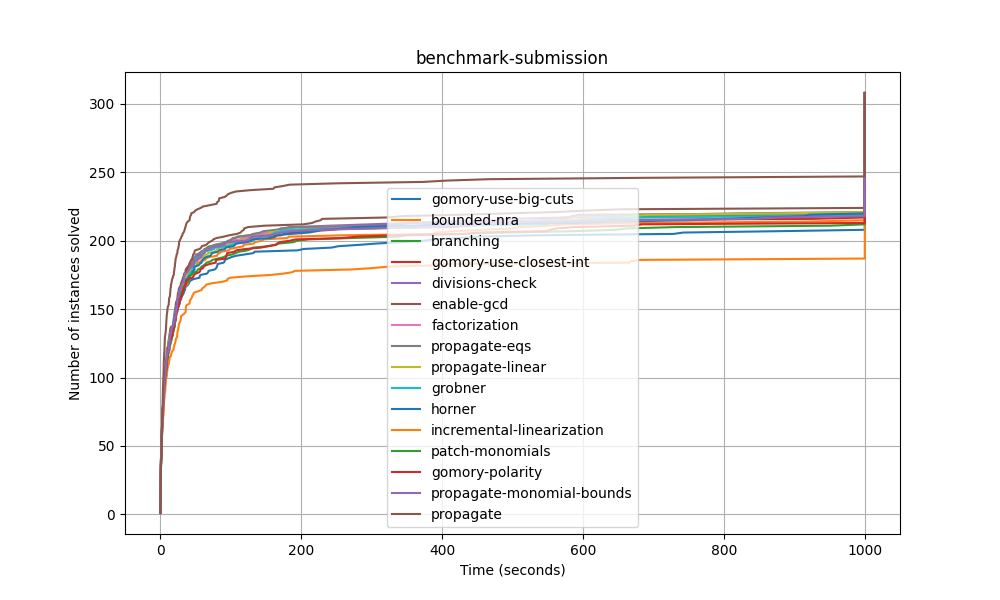 benchmark-submission
Number of instances solved
300
250
200
150
100
50
0
gomory-use-big-cuts
bounded-nra
branching
gomory-use-closest-int
divisions-check
enable-gcd
factorization
propagate-eqs
propagate-linear
grobner
horner
incremental-linearization
patch-monomials
gomory-polarity
propagate-monomial-bounds
propagate
0 200 400 600 800 1000
Time (seconds)